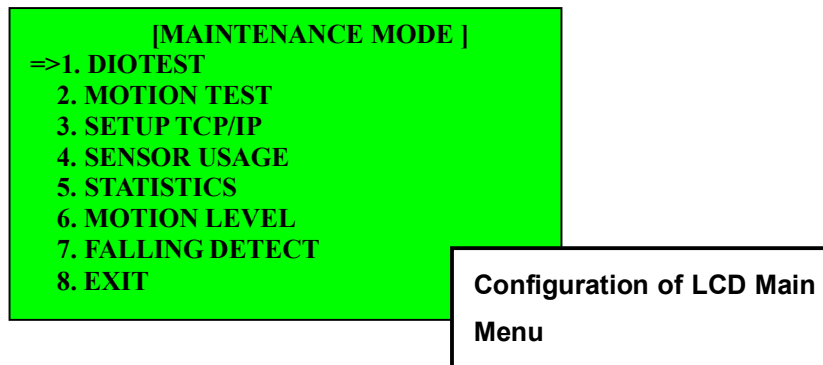 [MAINTENANCE MODE ]
=>1. DIOTEST
2. MOTION TEST
3. SETUP TCP/IP
4. SENSOR USAGE
5. STATISTICS
6. MOTION LEVEL
7. FALLING DETECT
8. EXIT
Configuration of LCD Main
Menu